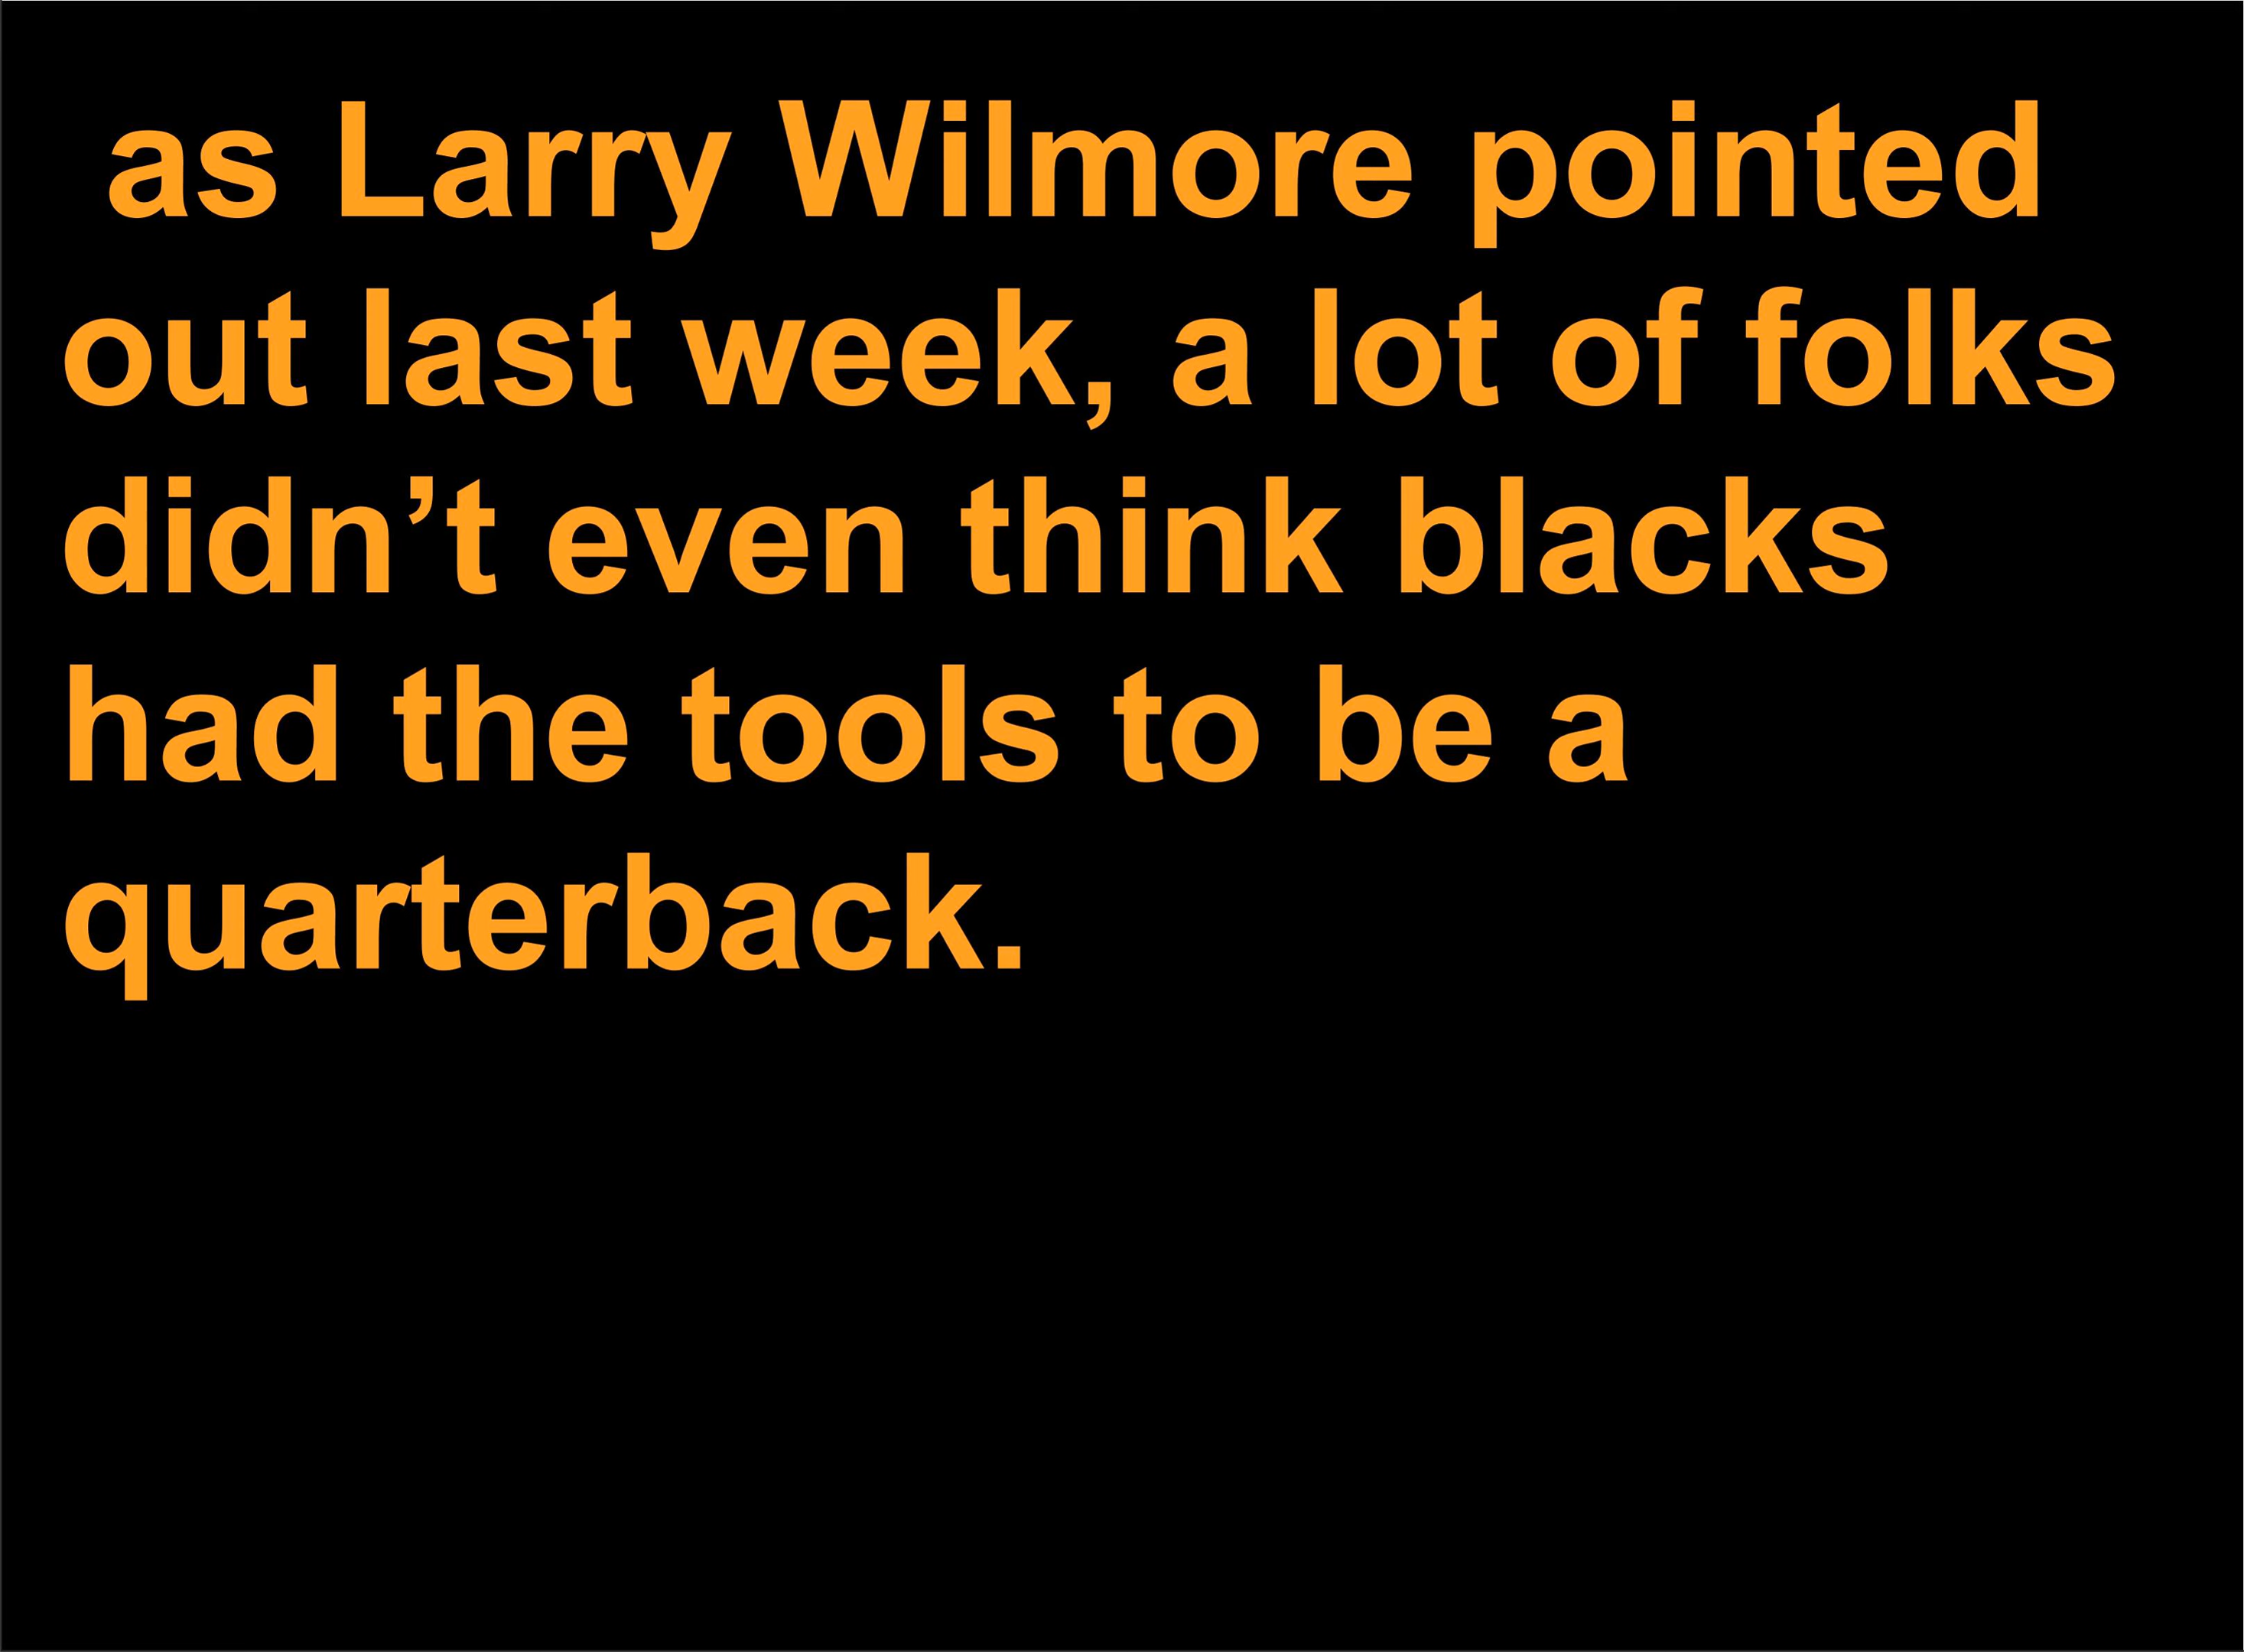 as Larry Wilmore pointed
out last week, a lot of folks
didn’t even think blacks
had the tools to be a
quarterback.